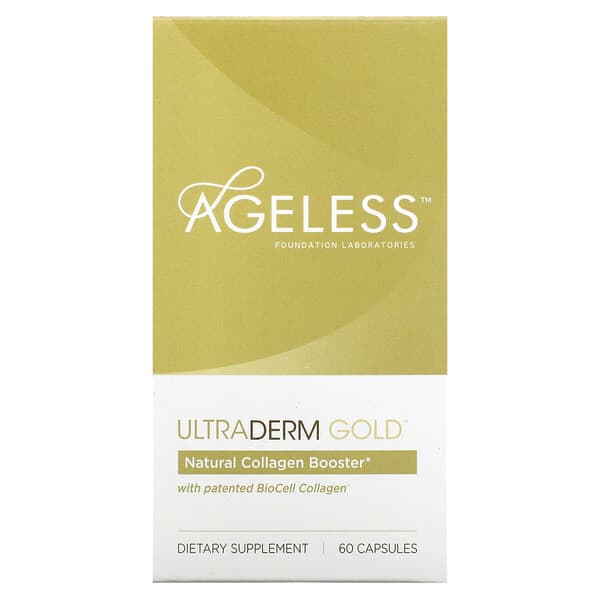 AGELESS™
FOUNDATION LABORATORIES
ULTRADERM GOLD™
Natural Collagen Booster*
with patented BioCell Collagen
DIETARY SUPPLEMENT | 60 CAPSULES